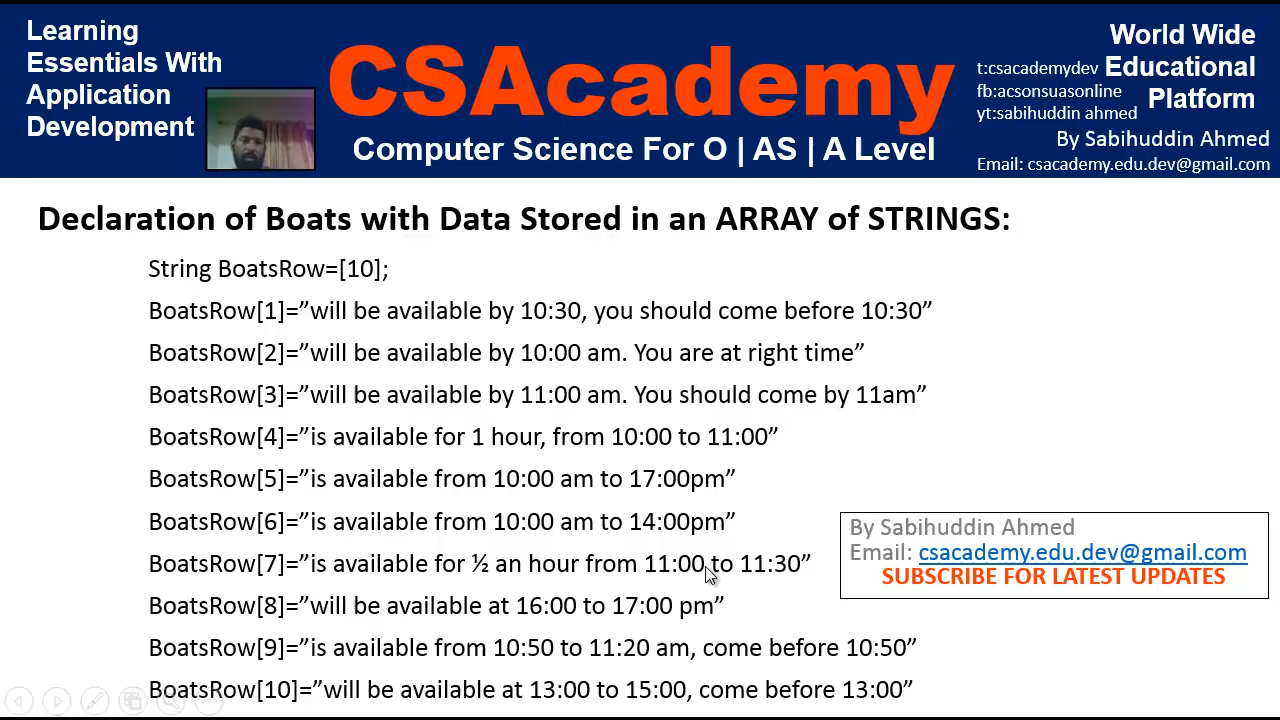 Learning
Essentials With
Application
Development
CSAcademy
Computer Science For O | AS | A Level
World Wide
t:csacademydev Educational
fb:acsonsuasonline
yt:sabihuddin ahmed Platform
By Sabihuddin Ahmed
Email: csacademy.edu.dev@gmail.com
Declaration of Boats with Data Stored in an ARRAY of STRINGS:
String BoatsRow=[10];
BoatsRow[1]=”will be available by 10:30, you should come before 10:30”
BoatsRow[2]=”will be available by 10:00 am. You are at right time”
BoatsRow[3]=”will be available by 11:00 am. You should come by 11am”
BoatsRow[4]=”is available for 1 hour, from 10:00 to 11:00”
BoatsRow[5]=”is available from 10:00 am to 17:00pm”
BoatsRow[6]=”is available from 10:00 am to 14:00pm”
BoatsRow[7]=”is available for ½ an hour from 11:00 to 11:30”
BoatsRow[8]=”will be available at 16:00 to 17:00 pm”
BoatsRow[9]=”is available from 10:50 to 11:20 am, come before 10:50”
BoatsRow[10]=”will be available at 13:00 to 15:00, come before 13:00”
By Sabihuddin Ahmed
Email: csacademy.edu.dev@gmail.com
SUBSCRIBE FOR LATEST UPDATES